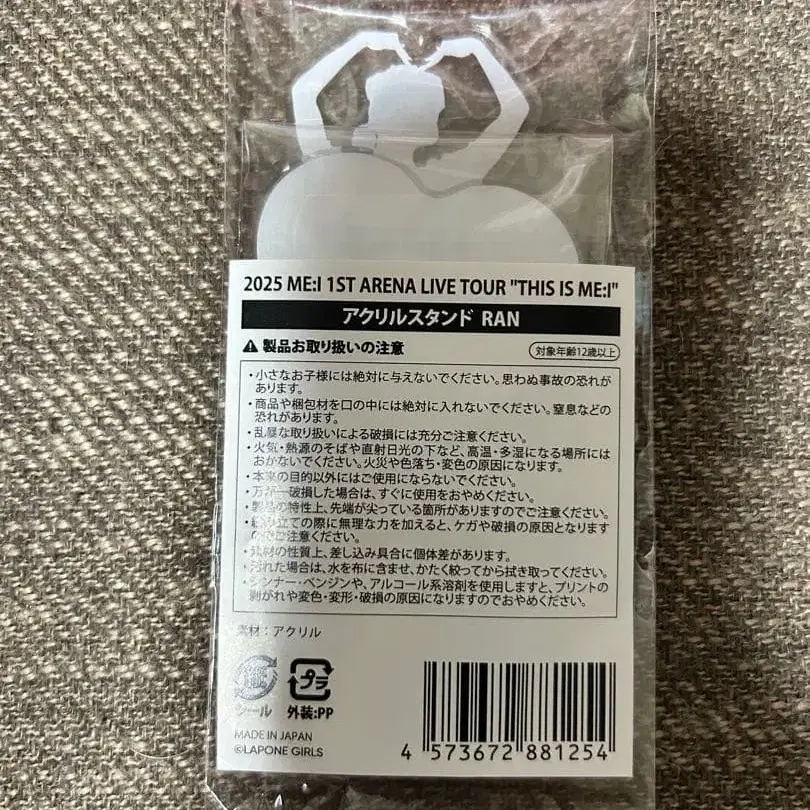 2025 ME:I 1ST ARENA LIVE TOUR "THIS IS ME:I"
アクリルスタンド RAN
製品お取り扱いの注意
対象年齢12歳以上
・小さなお子様には絶対に与えないでください。思わぬ事故の恐れが
あります。
・商品や梱包材を口の中には絶対に入れないでください。窒息などの
恐れがあります。
・乱暴な取り扱いによる破損には充分ご注意ください。
・火気・熱源のそばや直射日光の下など、高温・多湿になる場所には
おかないでください。火災や色落ち・変色の原因になります。
・本来の目的以外にはご使用にならないでください。
・万が一破損した場合は、すぐに使用をおやめください。
・製品の特性上、先端が尖っている箇所がありますのでご注意ください。
・組み立ての際に無理な力を加えると、ケガや破損の原因となります
のでご注意ください。
・素材の性質上、差し込み具合に個体差があります。
・汚れた場合は、水を布に含ませ、かたく絞ってから拭き取ってください。
・シンナー・ベンジンや、アルコール系溶剤を使用しますと、プリントの
剥がれや変色・変形・破損の原因になりますのでおやめください。
素材：アクリル
プラ
シール
外装:PP
MADE IN JAPAN
©LAPONE GIRLS
4 573672 881254